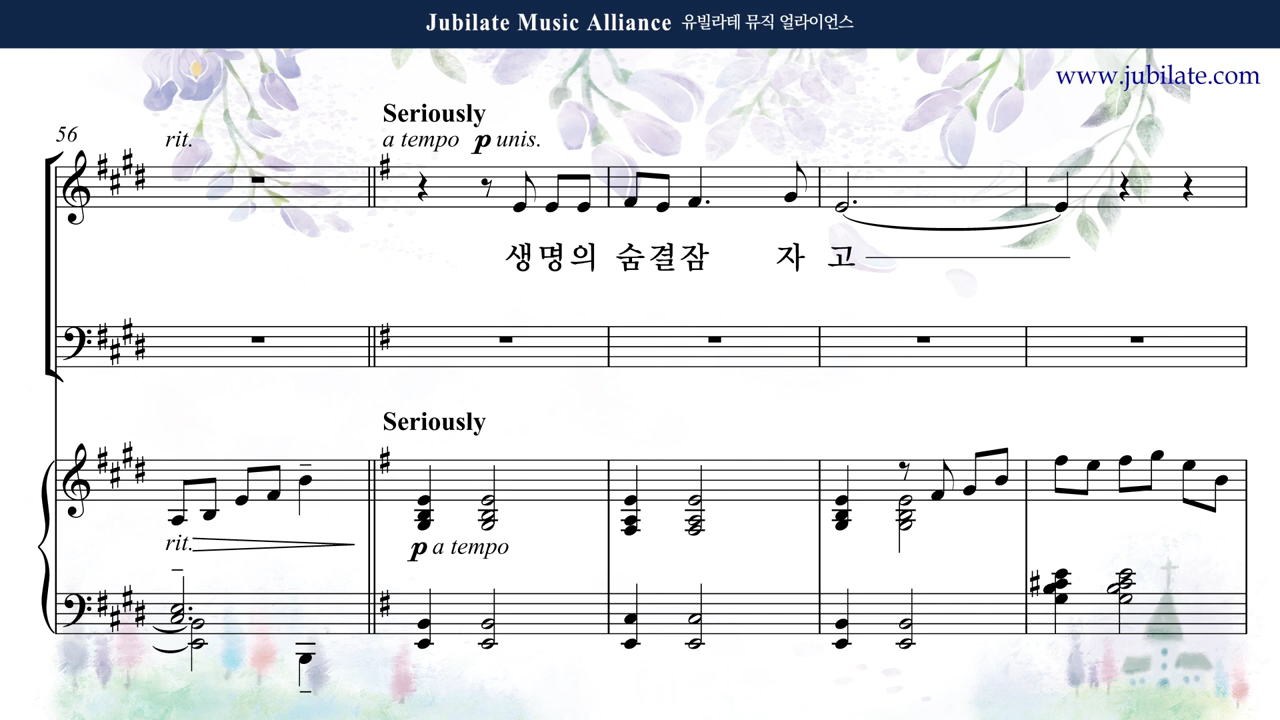 Jubilate Music Alliance 유빌라테 뮤직 얼라이언스
www.jubilate.com
Seriously
56 rit. a tempo p unis.
생명의 숨결잠 자 고
Seriously
rit. p a tempo